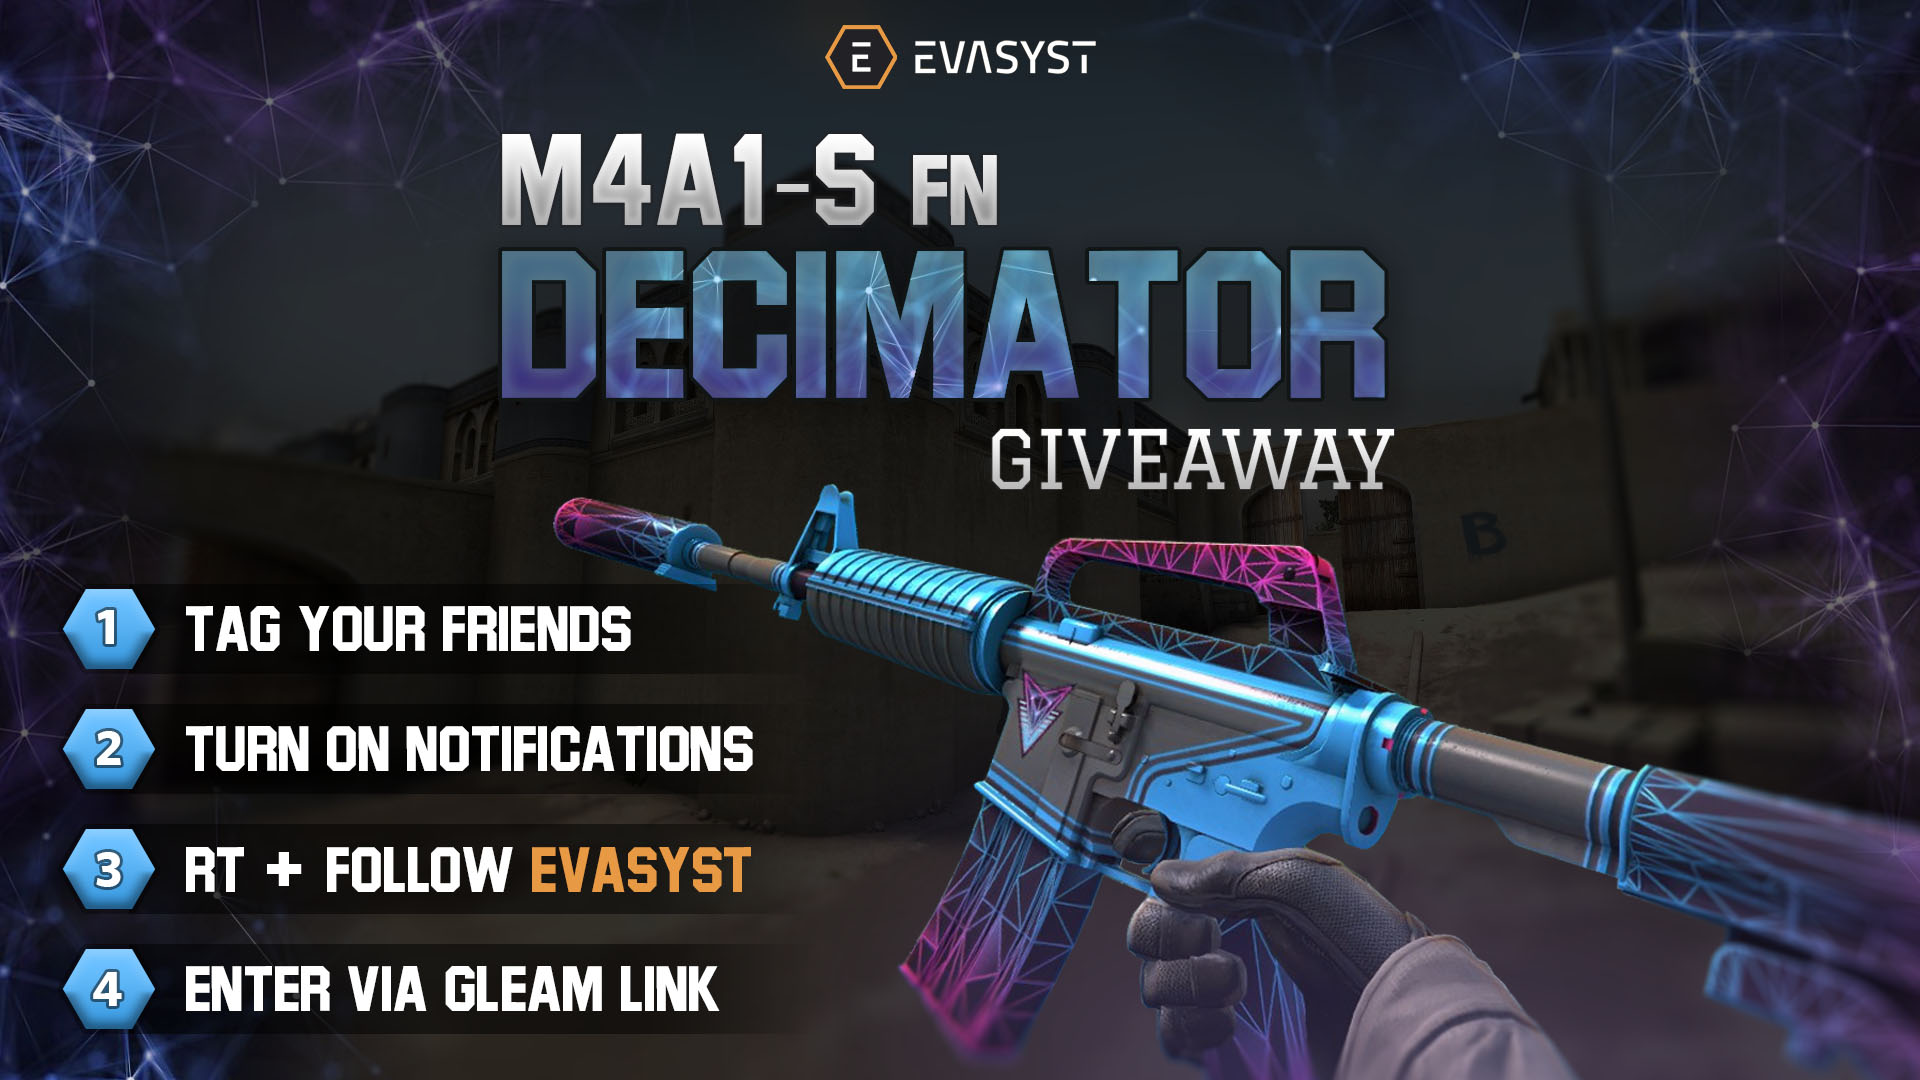 E EVASYST
M4A1-S FN
DECIMATOR
GIVEAWAY
B
1 TAG YOUR FRIENDS
2 TURN ON NOTIFICATIONS
3 RT + FOLLOW EVASYST
4 ENTER VIA GLEAM LINK